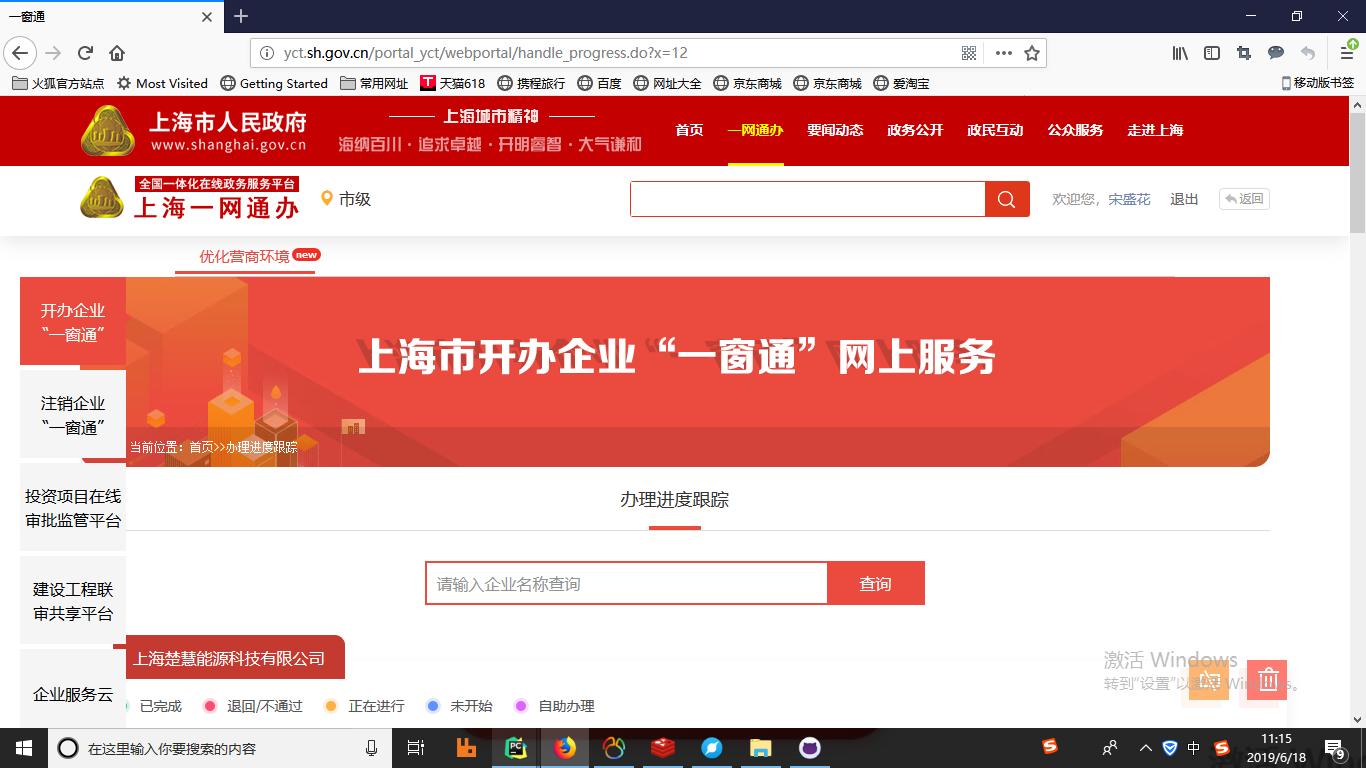 一窗通
yct.sh.gov.cn/portal_yct/webportal/handle_progress.do?x=12
火狐官方站点 Most Visited Getting Started 常用网址 天猫618 携程旅行 百度 网址大全 京东商城 京东商城 爱淘宝 移动版书签
上海市人民政府
www.shanghai.gov.cn
上海城市精神
海纳百川·追求卓越·开明睿智·大气谦和
首页 一网通办 要闻动态 政务公开 政民互动 公众服务 走进上海
全国一体化在线政务服务平台
上海一网通办
市级
欢迎您，宋盛花 退出 返回
优化营商环境 new
开办企业
“一窗通”
上海市开办企业“一窗通”网上服务
注销企业
“一窗通”
当前位置：首页>>办理进度跟踪
投资项目在线
审批监管平台
办理进度跟踪
建设工程联
审共享平台
请输入企业名称查询 查询
上海楚慧能源科技有限公司
企业服务云
已完成 退回/不通过 正在进行 未开始 自助办理
激活 Windows
转到“设置”以激活 Windows。
在这里输入你要搜索的内容
中
11:15
2019/6/18
9